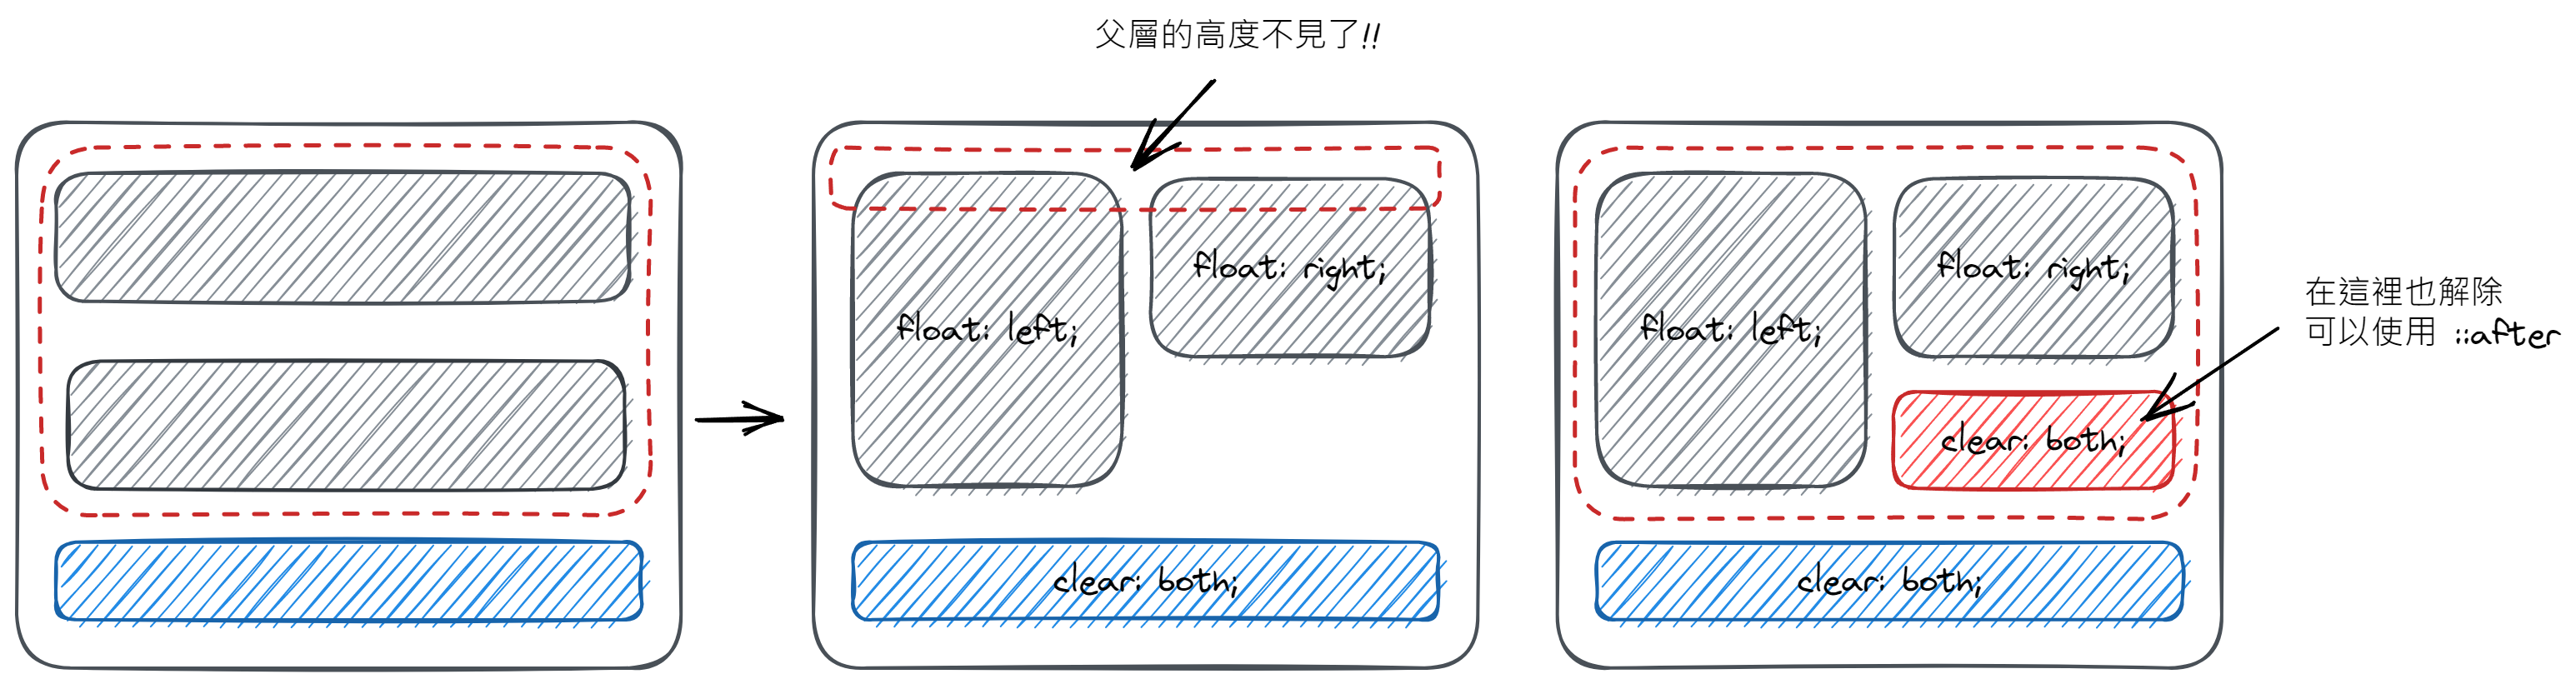 父層的高度不見了!!
float: left;
float: right;
clear: both;
float: left;
float: right;
clear: both;
clear: both;
在這裡也解除
可以使用 ::after